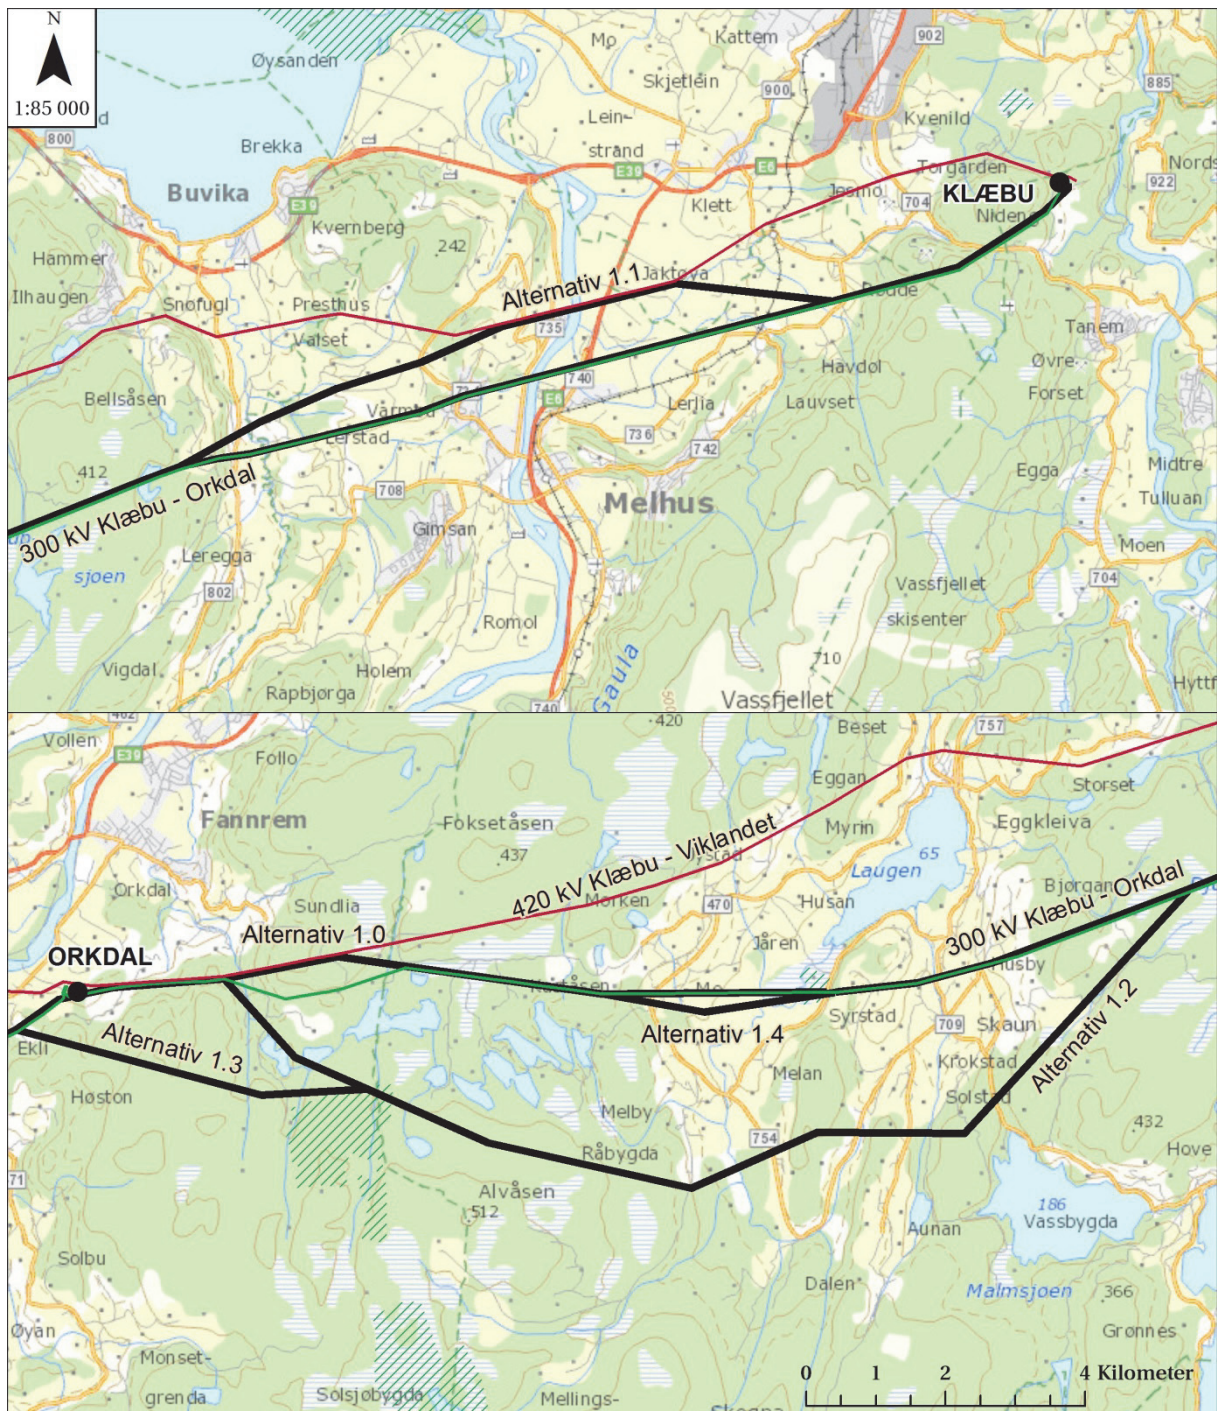 N
1:85 000
Øysanden
Mo
Kattem
902
Skjetlein
900
885
800
Brekka
Lein-
strand
Kvenild
E39
E6
Torgarden
Nords
922
Buvika
E39
Klett
704
KLÆBU
Kvernberg
242
Hammer
Ilhaugen
Snøfugl
Presthus
Alternativ 1.1
Valset
735
Tanem
Bellsåsen
740
E6
Lerlia
Lauvset
Øvre
Forset
Lerstad
736
742
412
300 kV Klæbu - Orkdal
708
Melhus
Egga
Midtre
Tulluan
Gimsan
Leregga
sjøen
802
Moen
704
Vassfjellet
skisenter
Romol
Vigdal
Holem
Gaula
710
Rapbjørga
740
Vassfjellet
Hyttf
462
Vollen
E39
Follo
420
Beset
757
Eggan
Storset
Fannrem
Foksetåsen
437
420 kV Klæbu - Viklandet
Myrin
Eggkleiva
65
Laugen
Orkdal
Sundlia
Morken
470
Husan
Bjørgan
Alternativ 1.0
Jåren
300 kV Klæbu - Orkdal
ORKDAL
Husby
Mo
Alternativ 1.4
Syrstad
709
Skaun
Alternativ 1.2
Ekli
Alternativ 1.3
Krokstad
Melan
Solstad
Høston
Melby
754
432
Råbygda
Hove
71
Alvåsen
512
186
Vassbygda
Aunan
Solbu
Dalen
Malmsjøen
366
Øyan
Grønnes
Monset-
grenda
Solsjøbygda
Mellings-
0 1 2 4 Kilometer